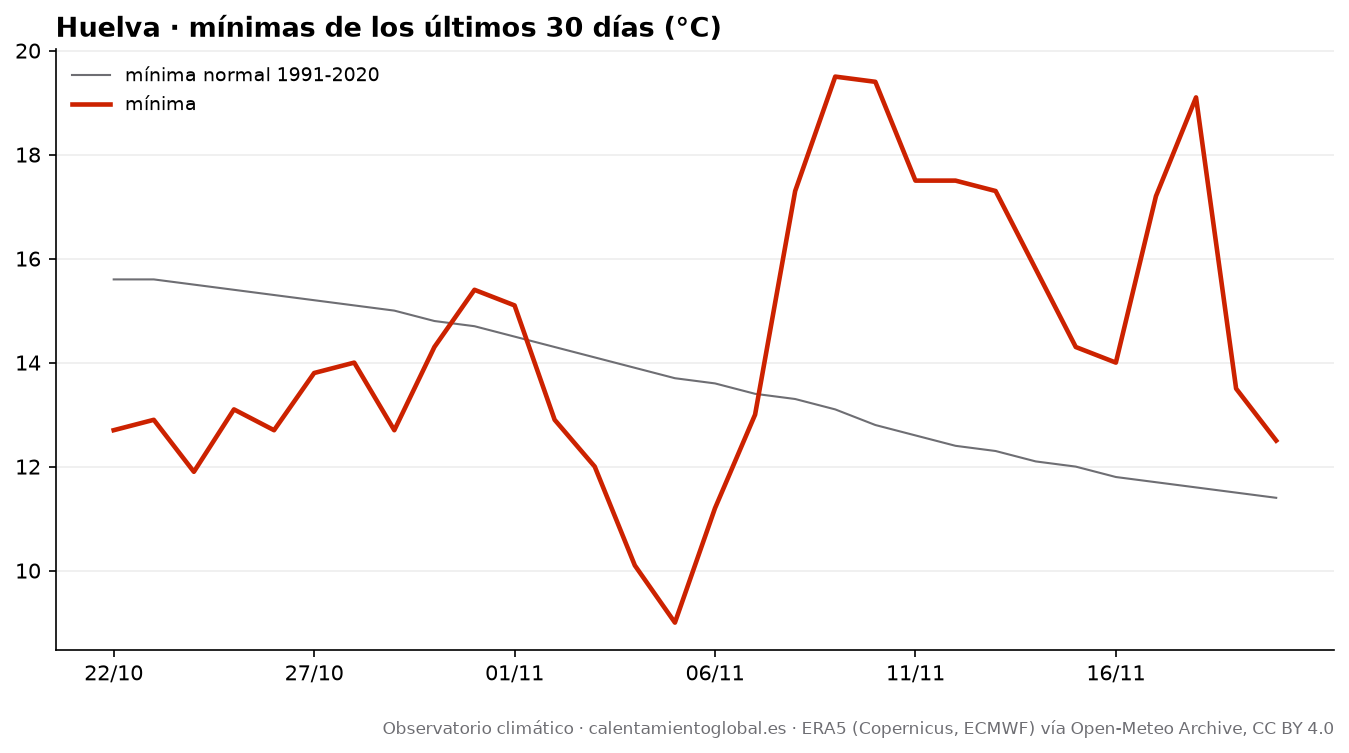 Huelva · mínimas de los últimos 30 días (°C)
20
mínima normal 1991-2020
mínima
18
16
14
12
10
22/10 27/10 01/11 06/11 11/11 16/11
Observatorio climático · calentamientoglobal.es · ERA5 (Copernicus, ECMWF) vía Open-Meteo Archive, CC BY 4.0